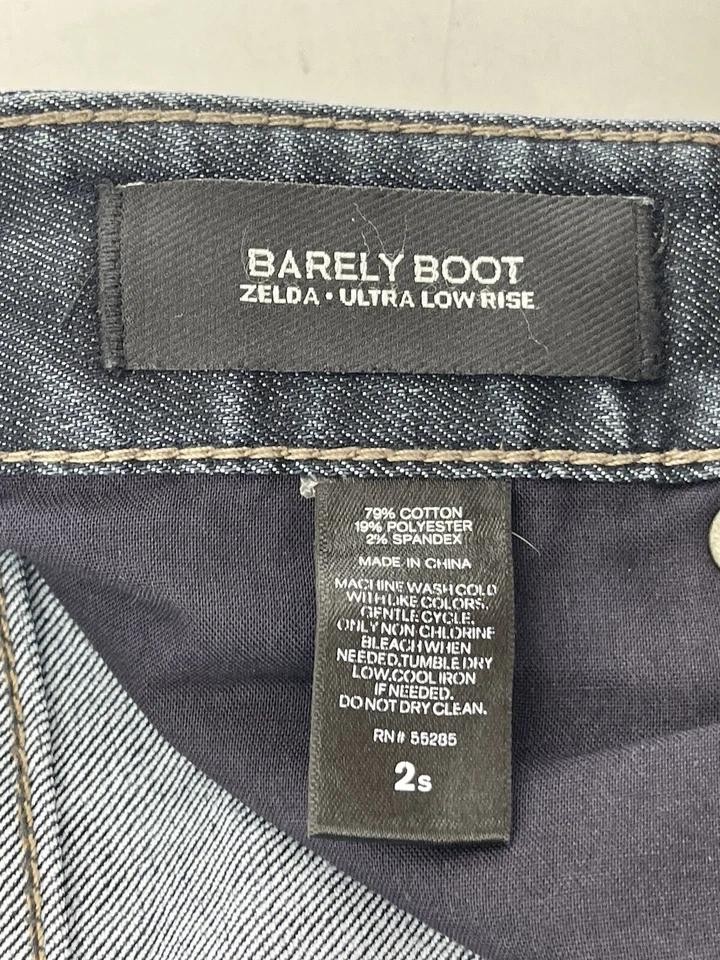 BARELY BOOT
ZELDA • ULTRA LOW RISE
79% COTTON
19% POLYESTER
2% SPANDEX
MADE IN CHINA
MACHINE WASH COLD
WITH LIKE COLORS.
GENTLE CYCLE.
ONLY NON CHLORINE
BLEACH WHEN
NEEDED.TUMBLE DRY
LOW.COOL IRON
IF NEEDED.
DO NOT DRY CLEAN.
RN# 55285
2s